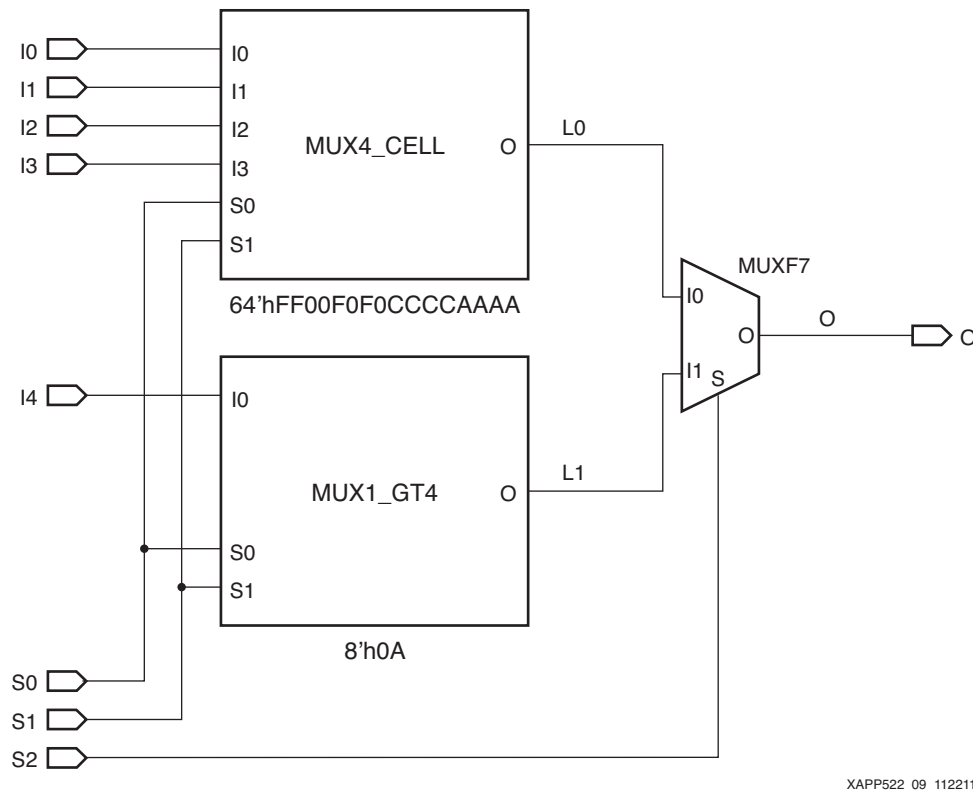 I0
I1
I2
I3
I0
I1
I2
I3
S0
S1
MUX4_CELL
O
L0
64'hFF00F0F0CCCCAAAA
MUXF7
I0
I1
S
O
O
O
I4
I0
MUX1_GT4
O
L1
S0
S1
8'h0A
S0
S1
S2
XAPP522_09_112211